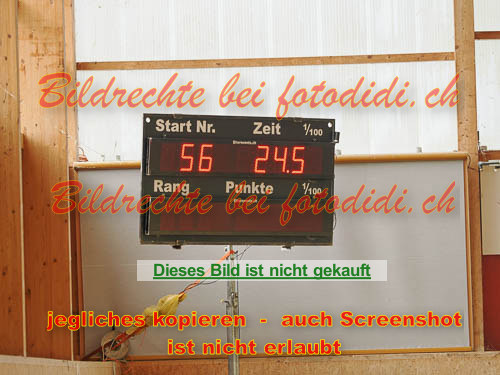 Bildrechte bei fotodidi.ch
Start Nr. Zeit 1/100
56 24.5
Rang Punkte 1/100
Bildrechte bei fotodidi.ch
Dieses Bild ist nicht gekauft
jegliches kopieren - auch Screenshot
ist nicht erlaubt